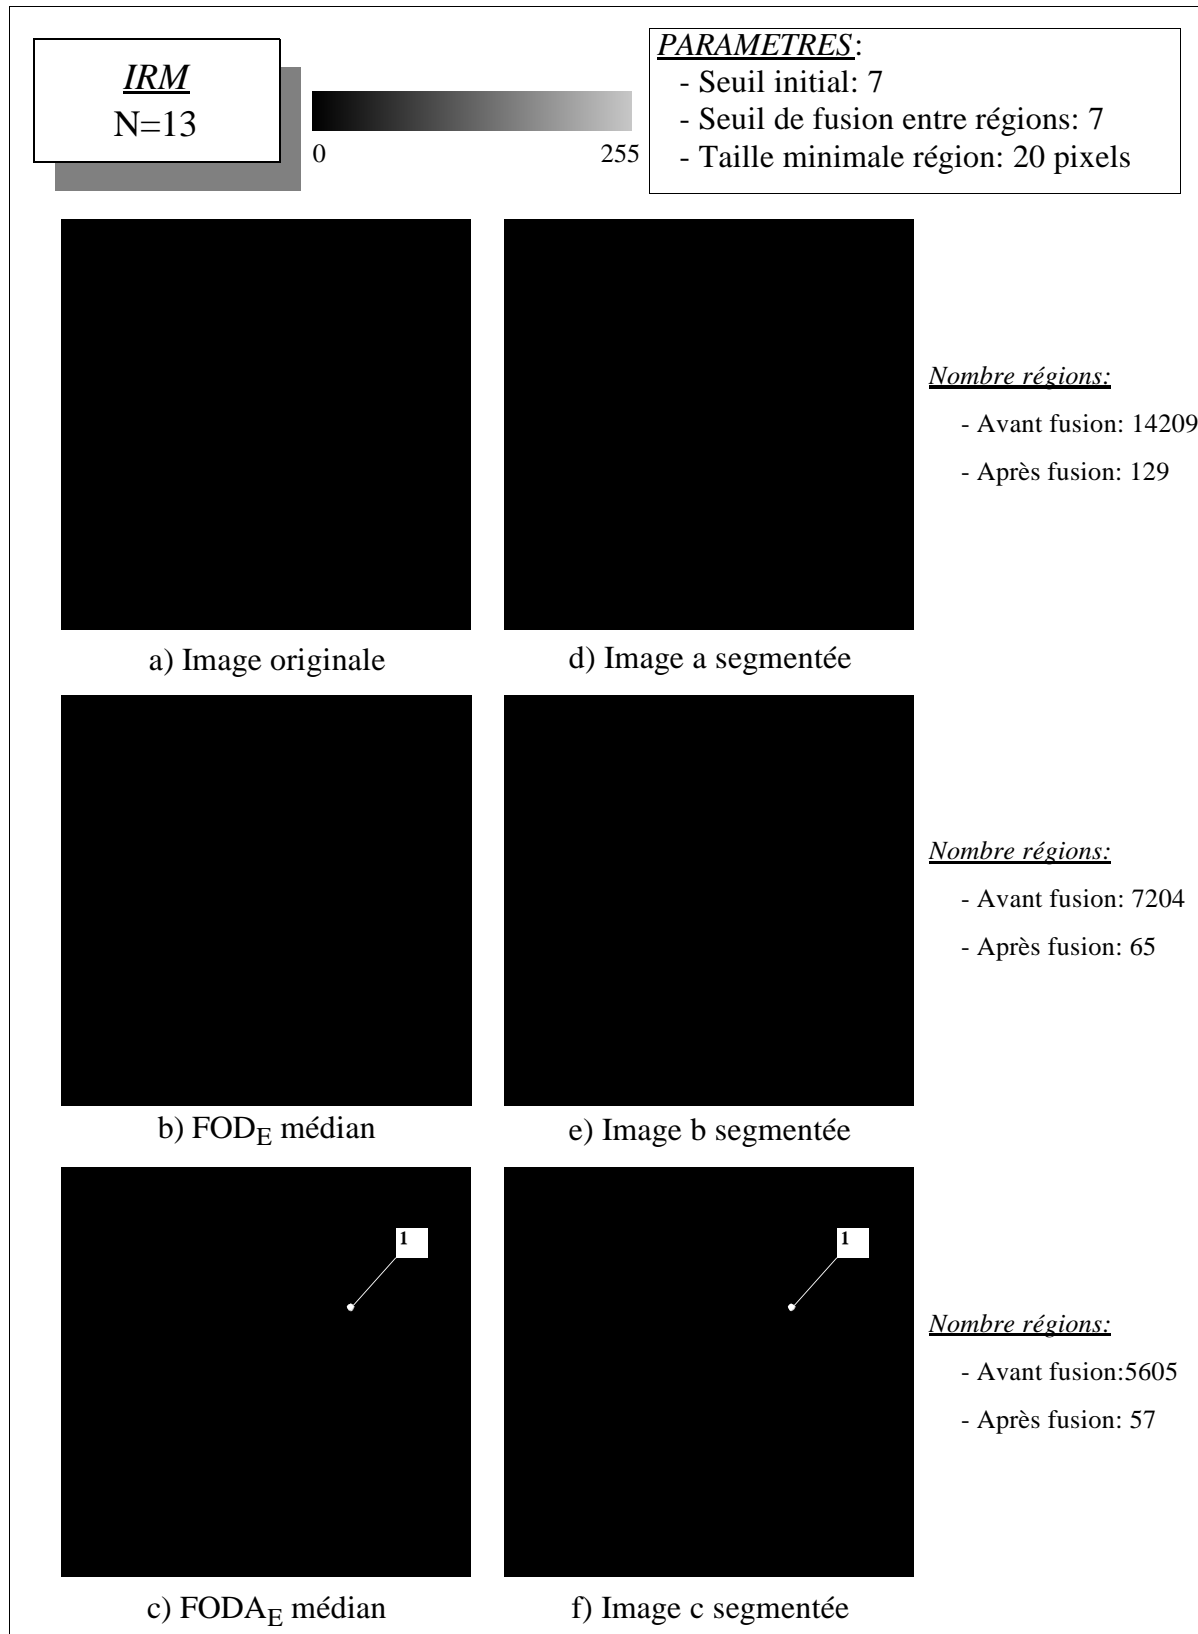 IRM
N=13
0
255
PARAMETRES:
- Seuil initial: 7
- Seuil de fusion entre régions: 7
- Taille minimale région: 20 pixels
a) Image originale
d) Image a segmentée
Nombre régions:
- Avant fusion: 14209
- Après fusion: 129
b) FODE médian
e) Image b segmentée
Nombre régions:
- Avant fusion: 7204
- Après fusion: 65
1
1
c) FODAE médian
f) Image c segmentée
Nombre régions:
- Avant fusion:5605
- Après fusion: 57